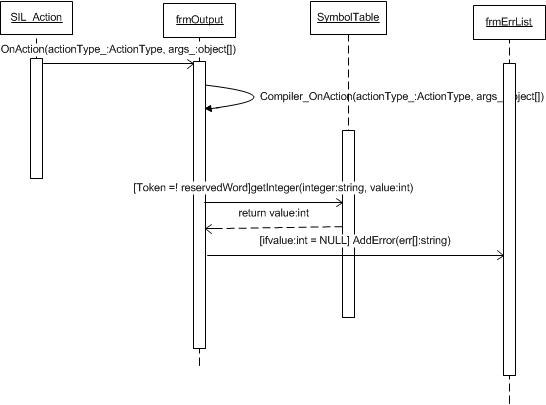 SIL_Action
frmOutput
SymbolTable
frmErrList
OnAction(actionType_:ActionType, args_:object[])
Compiler_OnAction(actionType_:ActionType, args_ ject[])
[Token =! reservedWord]getInteger(integer:string, value:int)
return value:int
[ifvalue:int = NULL] AddError(err[]:string)